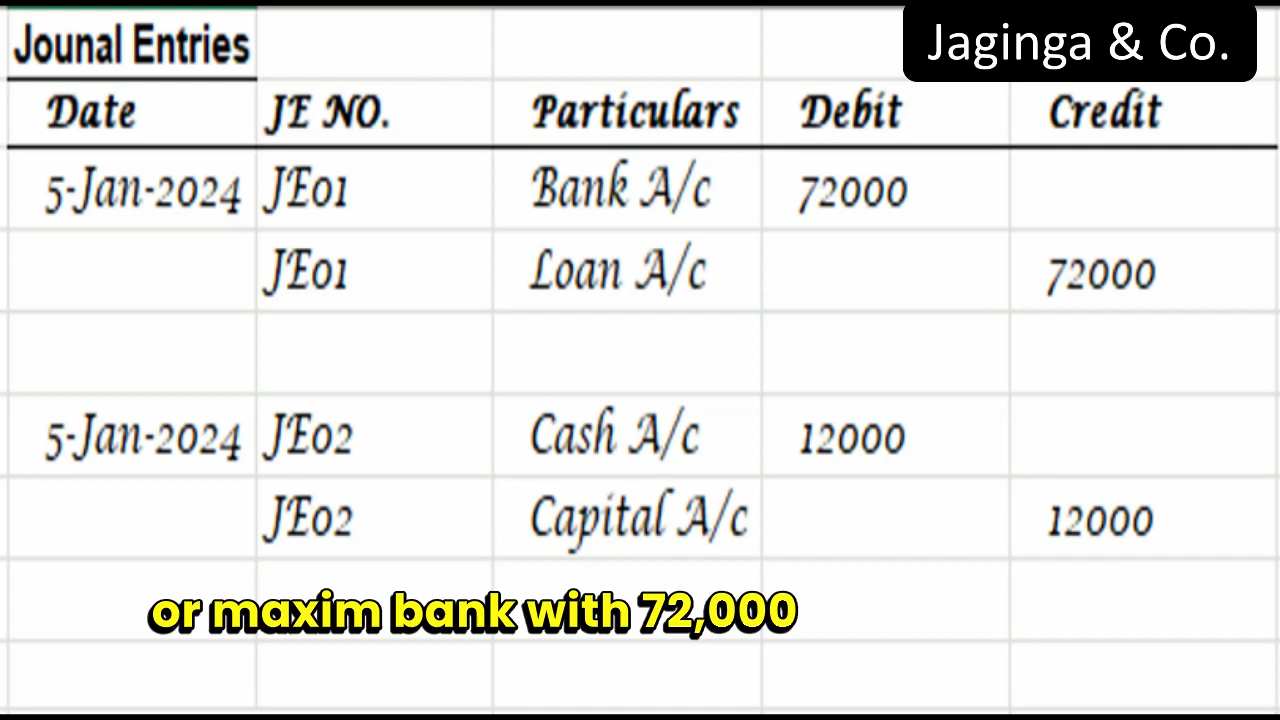 Jounal Entries
Jaginga & Co.
Date JE NO. Particulars Debit Credit
5-Jan-2024 JE01 Bank A/c 72000
JE01 Loan A/c 72000
5-Jan-2024 JE02 Cash A/c 12000
JE02 Capital A/c 12000
or maxim bank with 72,000